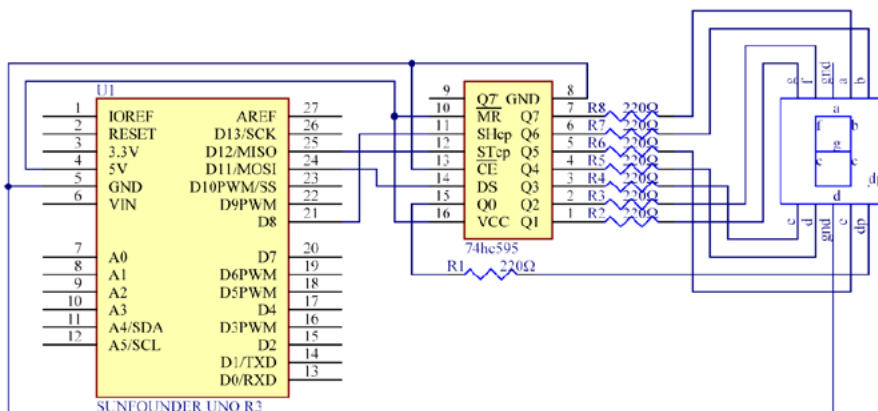 U1
1 IOREF AREF 27
2 RESET D13/SCK 26
3 3.3V D12/MISO 25
4 5V D11/MOSI 24
5 GND D10PWM/SS 23
6 VIN D9PWM 22
D8 21
7 A0 D7 20
8 A1 D6PWM 19
9 A2 D5PWM 18
10 A3 D4 17
11 A4/SDA D3PWM 16
12 A5/SCL D2 15
D1/TXD 14
D0/RXD 13
SUNFOUNDER UNO R3
9 Q7' GND 8
10 MR Q7 7 R8 220Ω
11 SHcp Q6 6 R7 220Ω
12 STcp Q5 5 R6 220Ω
13 CE Q4 4 R5 220Ω
14 DS Q3 3 R4 220Ω
15 Q0 Q2 2 R3 220Ω
16 VCC Q1 1 R2 220Ω
74hc595
R1 220Ω
g f gnd a b
a
f b
g
c c
d
dp
e d gnd c dp